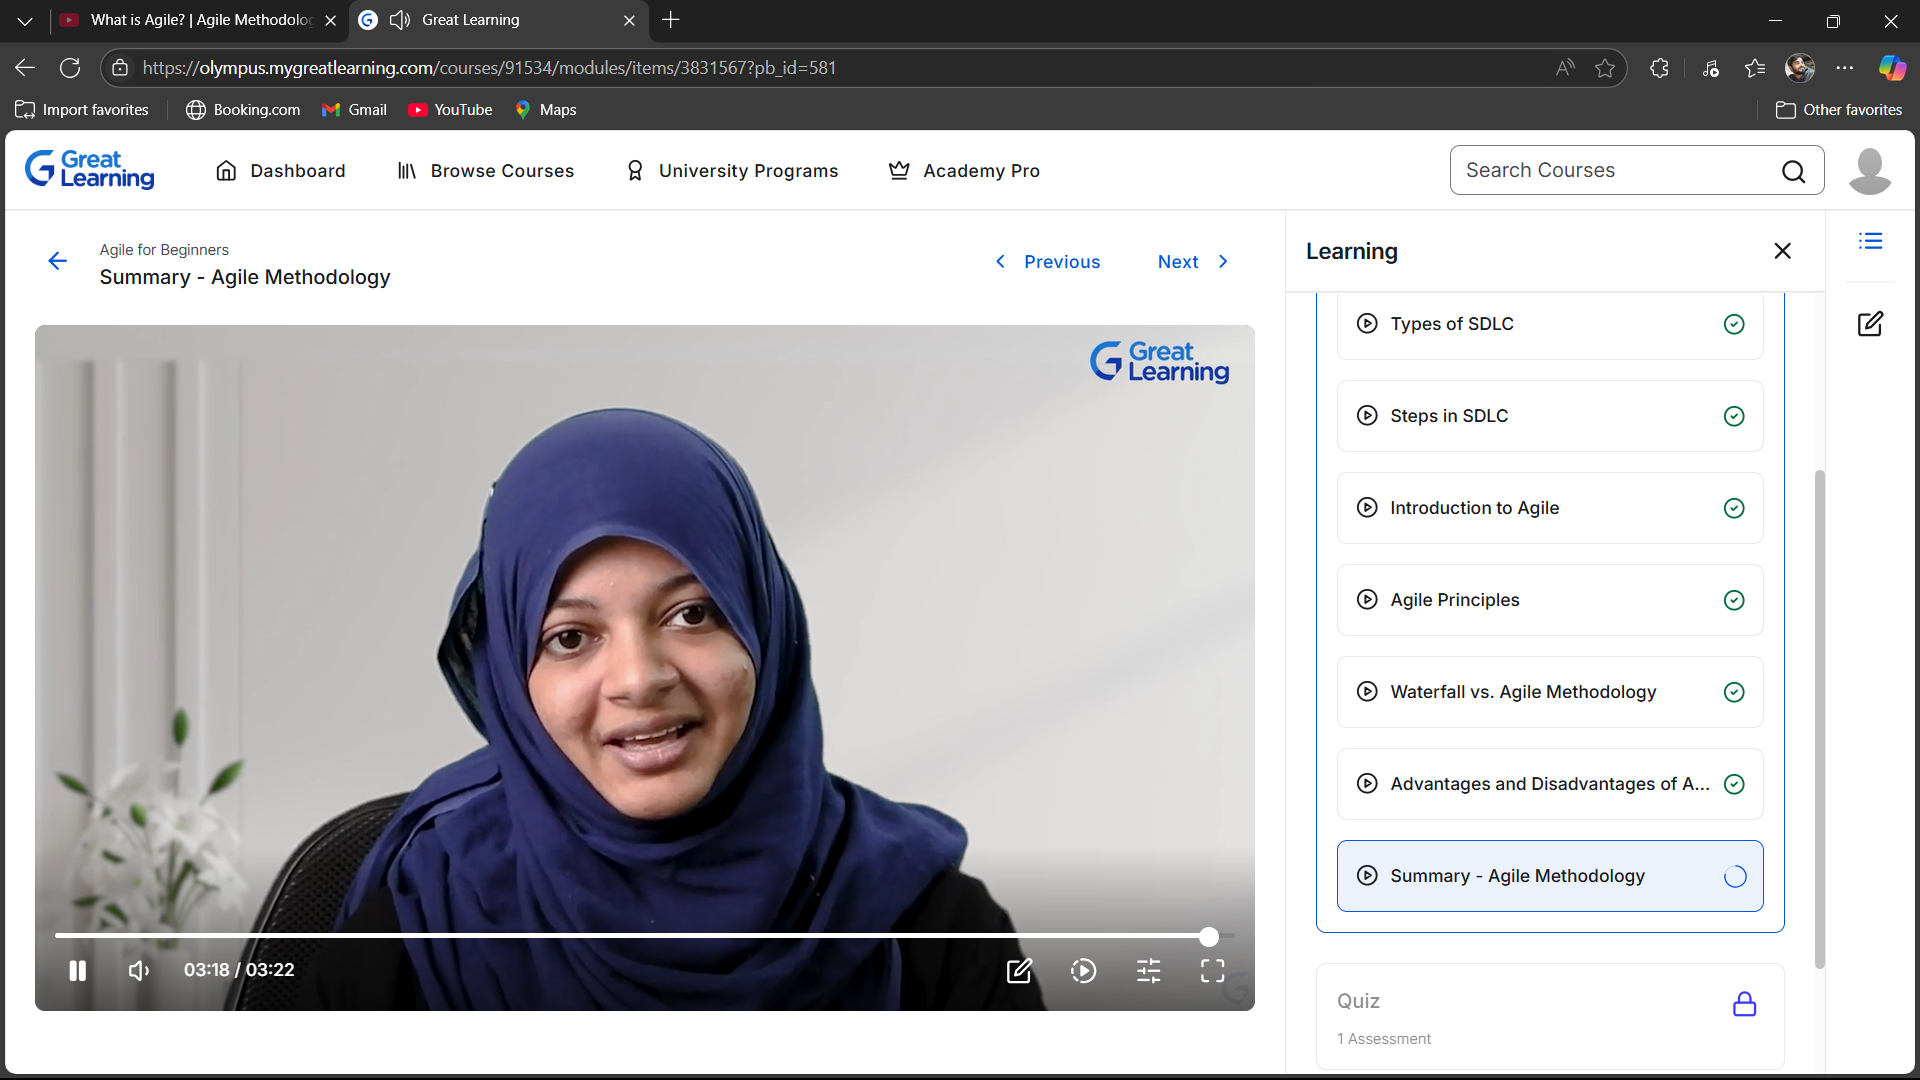 What is Agile? | Agile Methodolo
Great Learning
https://olympus.mygreatlearning.com/courses/91534/modules/items/3831567?pb_id=581
Import favorites
Booking.com
Gmail
YouTube
Maps
Other favorites
Great Learning
Dashboard
Browse Courses
University Programs
Academy Pro
Search Courses
Agile for Beginners
Summary - Agile Methodology
Previous
Next
Great Learning
03:18 / 03:22
Learning
Types of SDLC
Steps in SDLC
Introduction to Agile
Agile Principles
Waterfall vs. Agile Methodology
Advantages and Disadvantages of A...
Summary - Agile Methodology
Quiz
1 Assessment